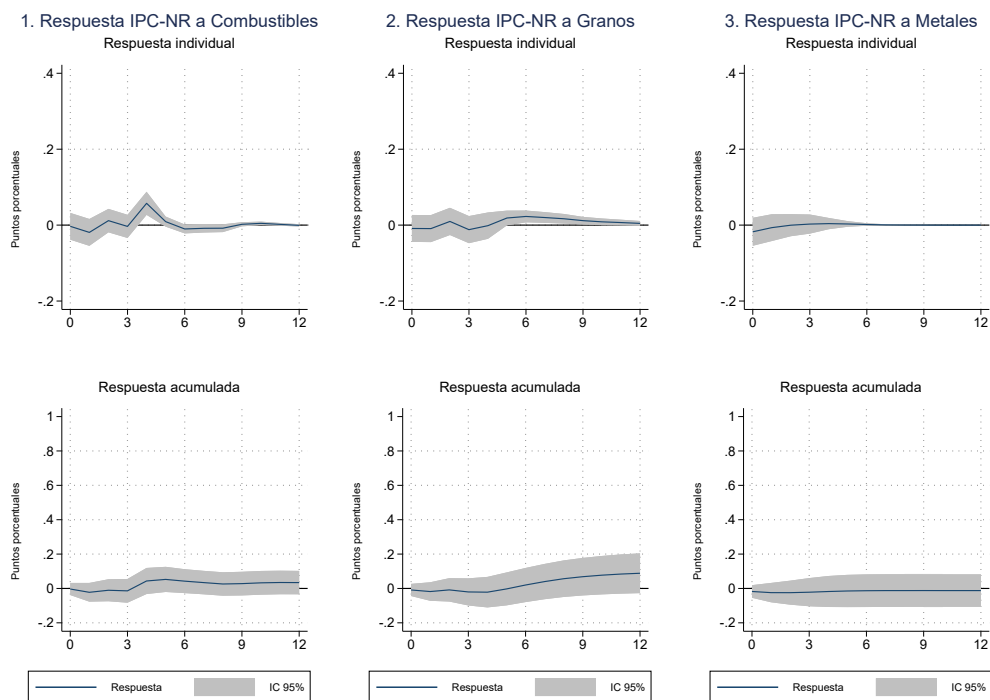 1. Respuesta IPC-NR a Combustibles
Respuesta individual
Puntos porcentuales
.4
.2
0
-.2
0 3 6 9 12
2. Respuesta IPC-NR a Granos
Respuesta individual
Puntos porcentuales
.4
.2
0
-.2
0 3 6 9 12
3. Respuesta IPC-NR a Metales
Respuesta individual
Puntos porcentuales
.4
.2
0
-.2
0 3 6 9 12
Respuesta acumulada
Puntos porcentuales
1
.8
.6
.4
.2
0
-.2
0 3 6 9 12
Respuesta IC 95%
Respuesta acumulada
Puntos porcentuales
1
.8
.6
.4
.2
0
-.2
0 3 6 9 12
Respuesta IC 95%
Respuesta acumulada
Puntos porcentuales
1
.8
.6
.4
.2
0
-.2
0 3 6 9 12
Respuesta IC 95%